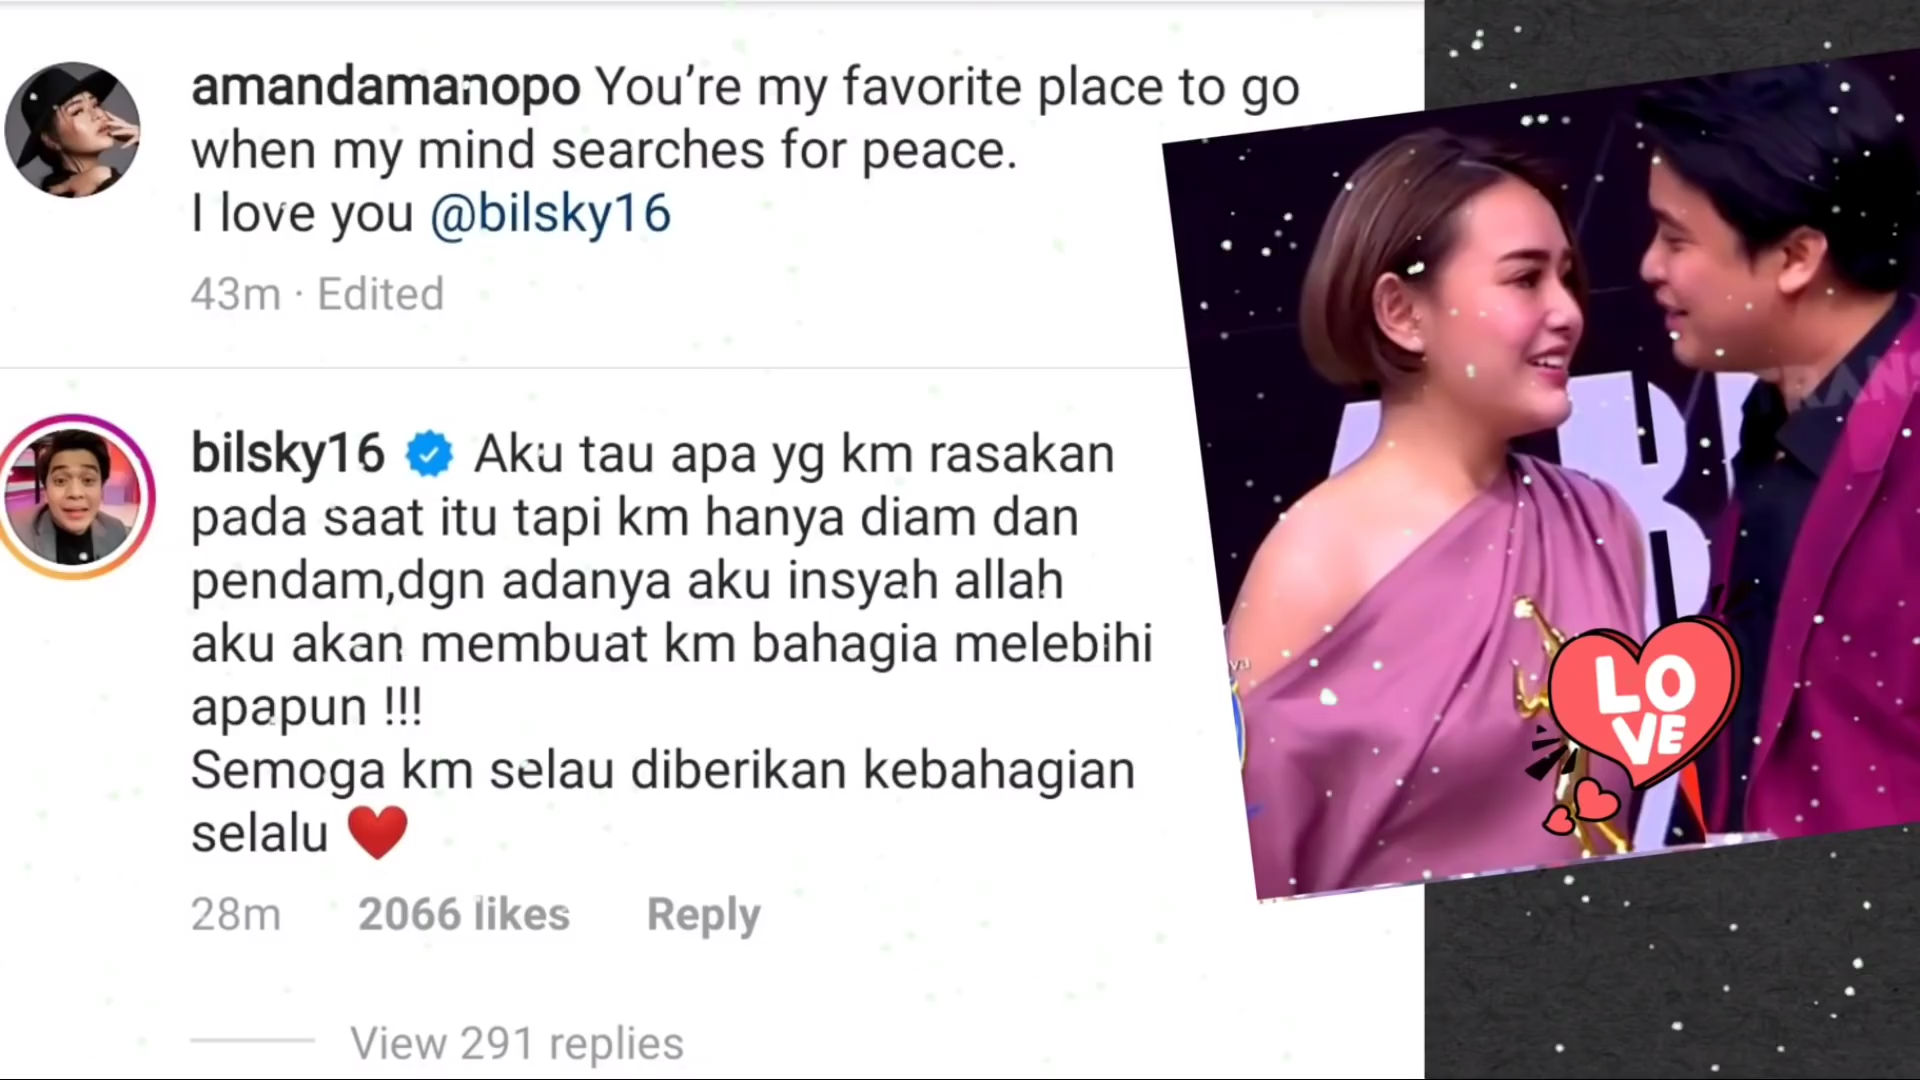 amandamanopo You’re my favorite place to go
when my mind searches for peace.
I love you @bilsky16
43m · Edited
bilsky16 Aku tau apa yg km rasakan
pada saat itu tapi km hanya diam dan
pendam,dgn adanya aku insyah allah
aku akan membuat km bahagia melebihi
apapun !!!
Semoga km selau diberikan kebahagian
selalu ❤️
28m 2066 likes Reply
View 291 replies
TRANS
LO
VE